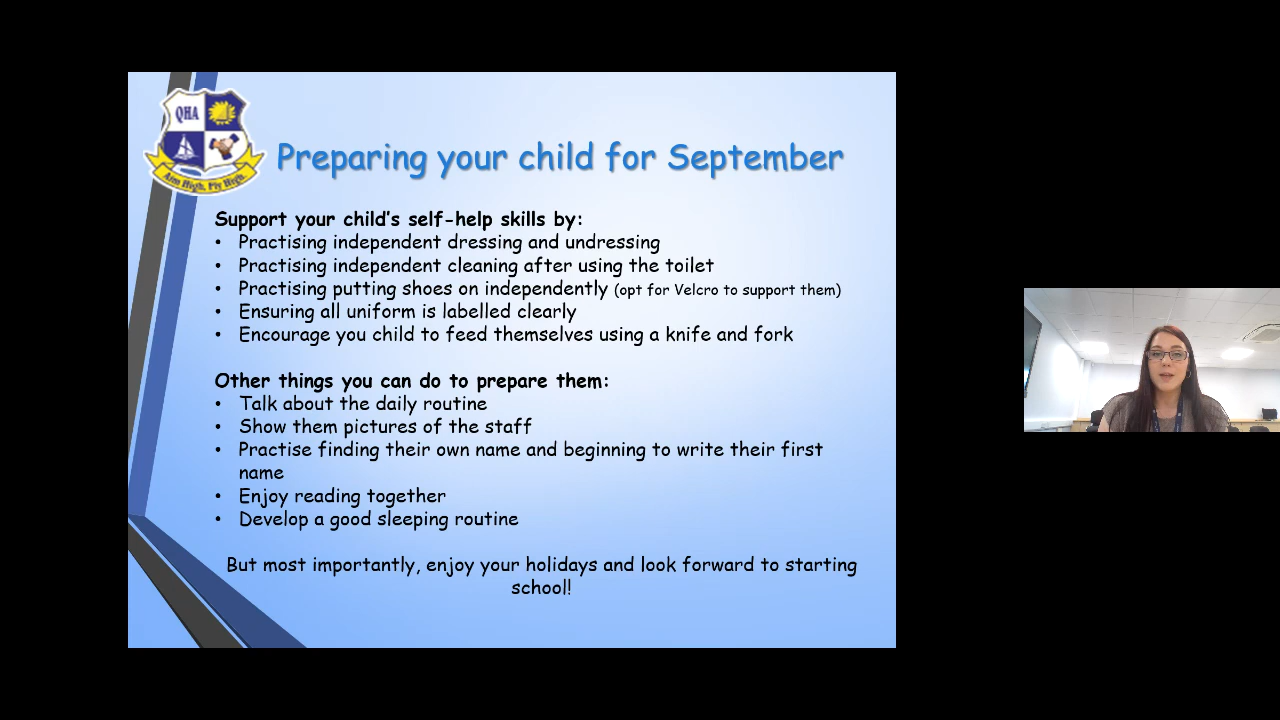 QHA
Aim High, Fly High.
Preparing your child for September
Support your child's self-help skills by:
• Practising independent dressing and undressing
• Practising independent cleaning after using the toilet
• Practising putting shoes on independently (opt for Velcro to support them)
• Ensuring all uniform is labelled clearly
• Encourage you child to feed themselves using a knife and fork
Other things you can do to prepare them:
• Talk about the daily routine
• Show them pictures of the staff
• Practise finding their own name and beginning to write their first
name
• Enjoy reading together
• Develop a good sleeping routine
But most importantly, enjoy your holidays and look forward to starting
school!